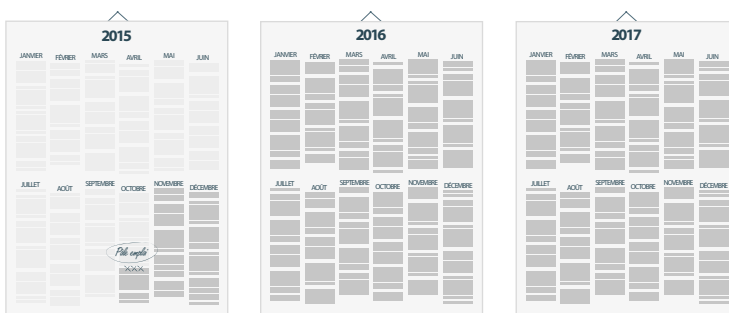 2015
JANVIER FÉVRIER MARS AVRIL MAI JUIN
JUILLET AOÛT SEPTEMBRE OCTOBRE NOVEMBRE DÉCEMBRE
Pôle emploi
XXX
2016
JANVIER FÉVRIER MARS AVRIL MAI JUIN
JUILLET AOÛT SEPTEMBRE OCTOBRE NOVEMBRE DÉCEMBRE
2017
JANVIER FÉVRIER MARS AVRIL MAI JUIN
JUILLET AOÛT SEPTEMBRE OCTOBRE NOVEMBRE DÉCEMBRE